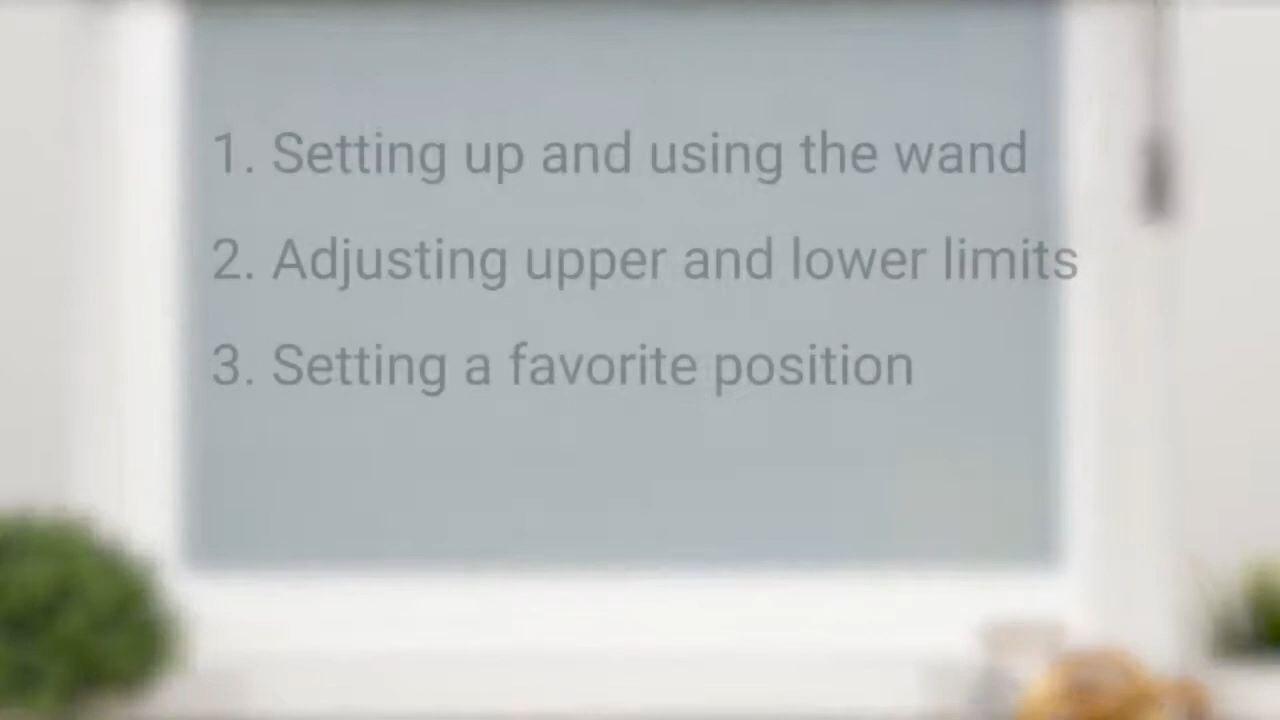 1. Setting up and using the wand
2. Adjusting upper and lower limits
3. Setting a favorite position